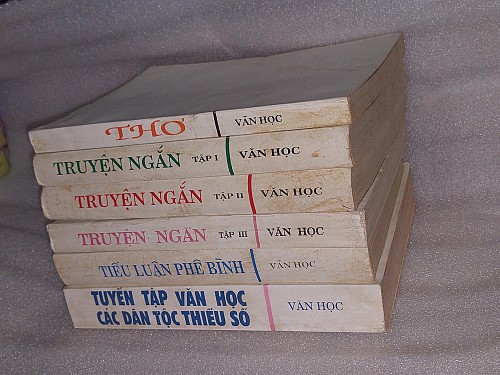 THƠ VĂN HỌC
TRUYỆN NGẮN TẬP I VĂN HỌC
TRUYỆN NGẮN TẬP II VĂN HỌC
TRUYỆN NGẮN TẬP III VĂN HỌC
TIỂU LUẬN PHÊ BÌNH VĂN HỌC
TUYỂN TẬP VĂN HỌC
CÁC DÂN TỘC THIỂU SỐ
VĂN HỌC